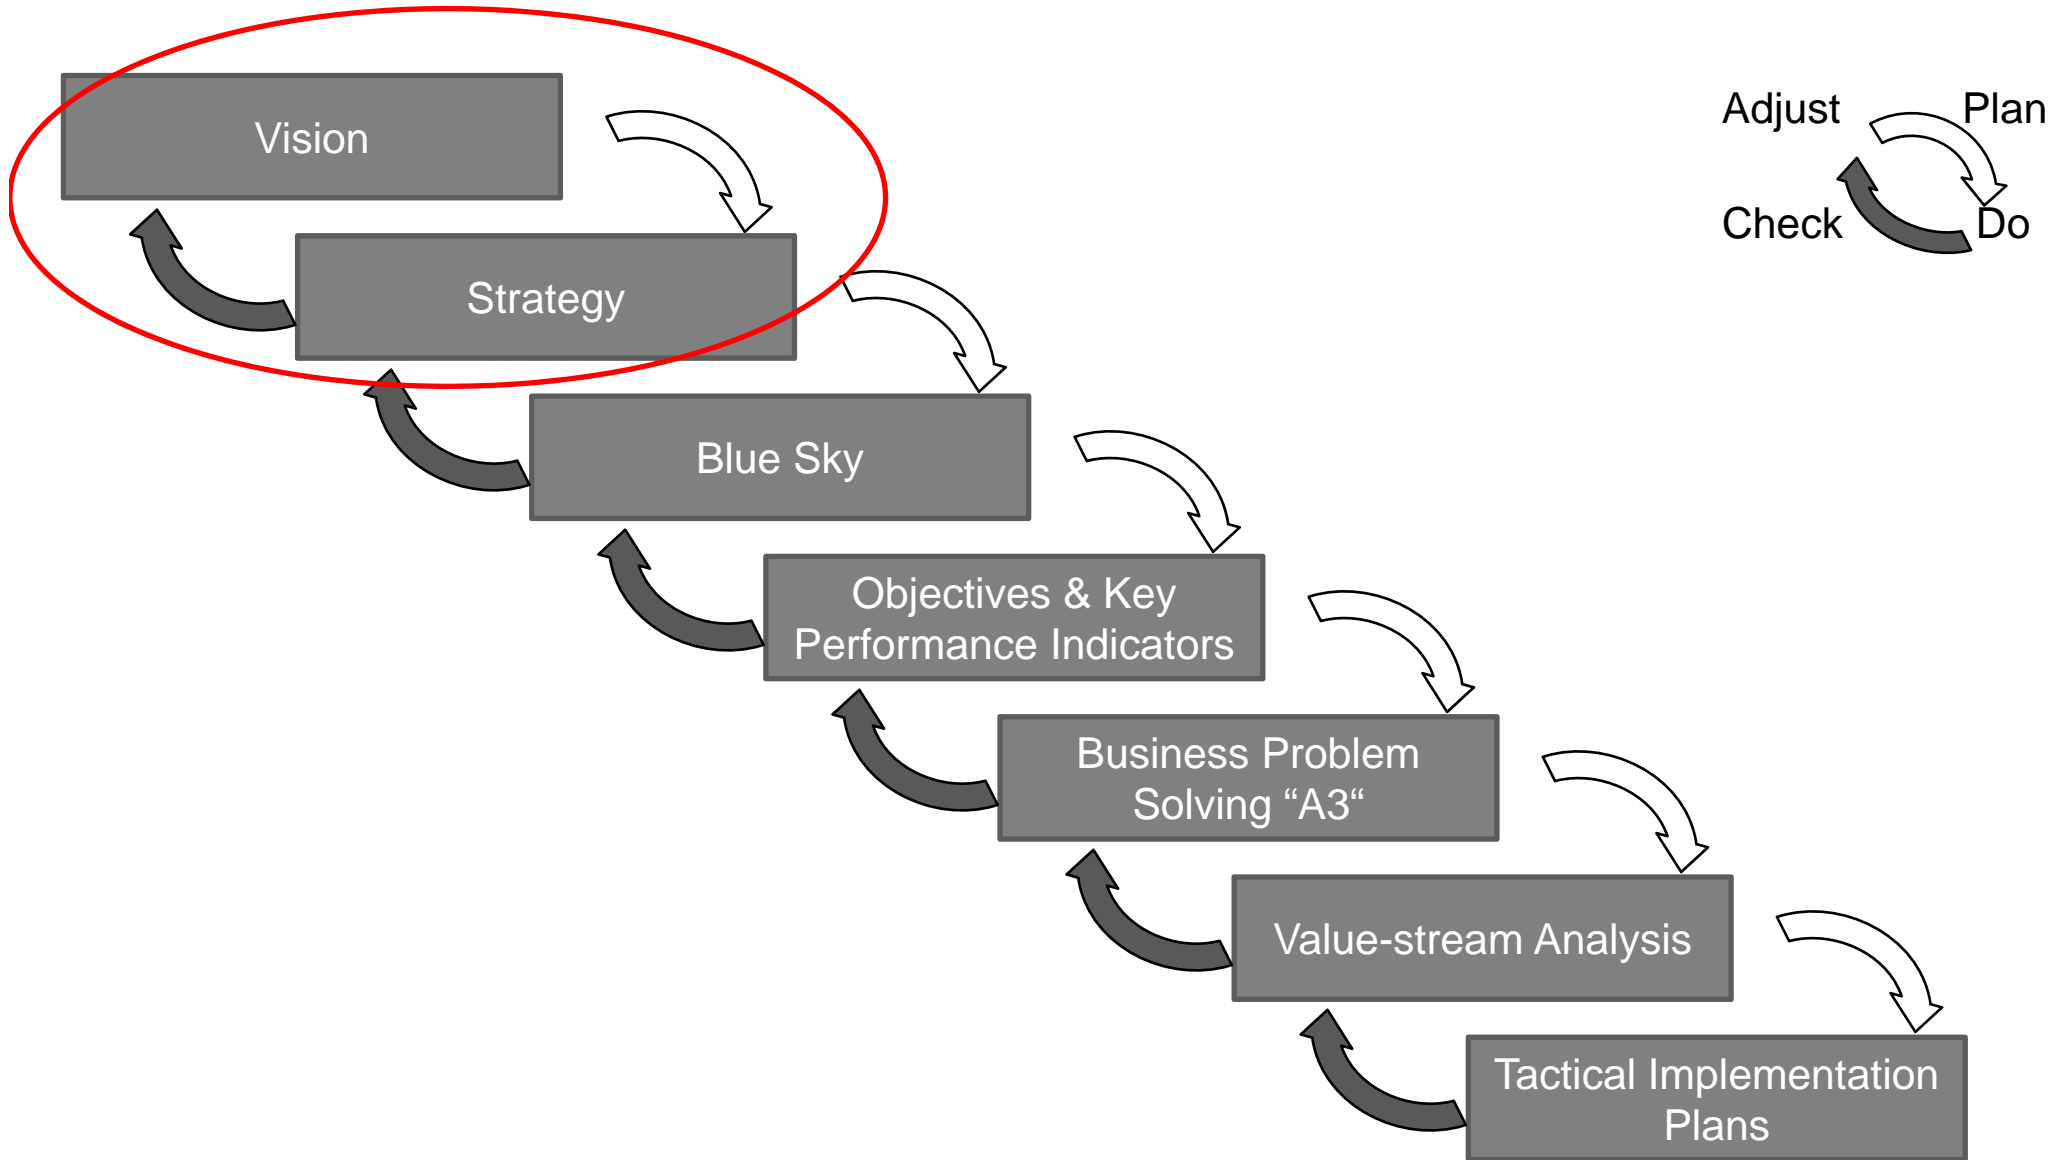 Vision
Adjust
Plan
Check
Do
Strategy
Blue Sky
Objectives & Key
Performance Indicators
Business Problem
Solving “A3“
Value-stream Analysis
Tactical Implementation
Plans